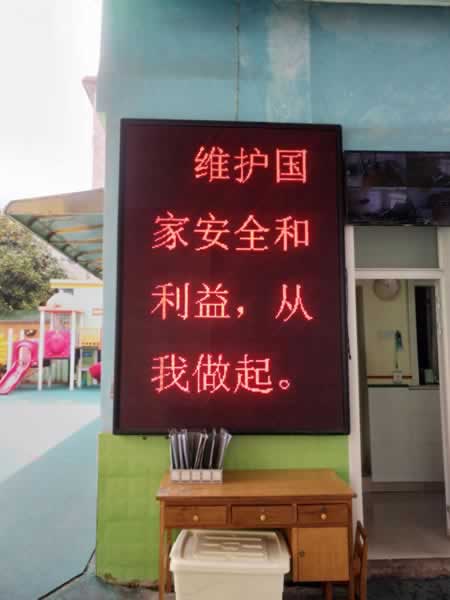 维护国
家安全和
利益，从
我做起。